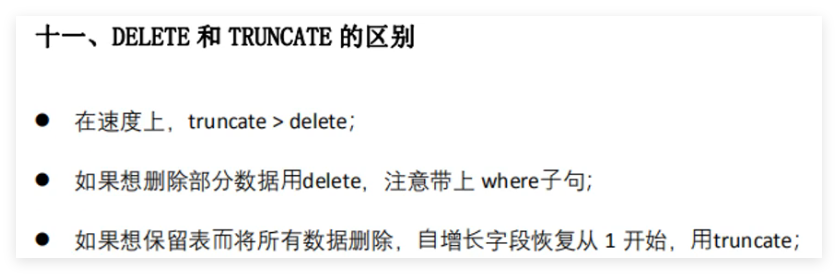 十一、DELETE 和 TRUNCATE 的区别
● 在速度上，truncate > delete；
● 如果想删除部分数据用delete，注意带上 where子句；
● 如果想保留表而将所有数据删除，自增长字段恢复从 1 开始，用truncate；